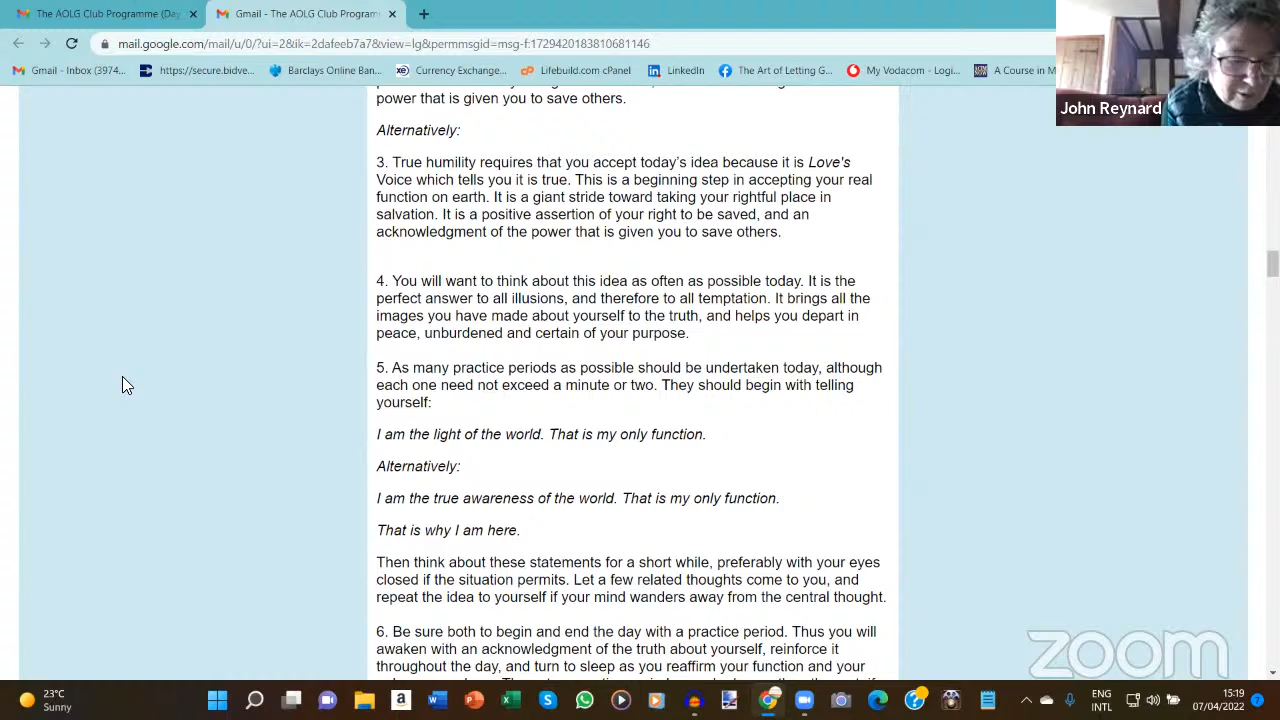 Gmail - The AOLG Club Programme (Day
Gmail - The AOLG Club Programm
mail.google.com/mail/u/0/?ui=2&ik=2dafeeb7a7&view=lg&permmsgid=msg-f:1729420183810681146
Gmail - Inbox (3974...
https://secure.bidve...
Barclays Online Ban...
Currency Exchange...
Lifebuild.com cPanel
LinkedIn
The Art of Letting G...
My Vodacom - Logi...
A Course in M
John Reynard
power that is given you to save others.
Alternatively:
3. True humility requires that you accept today's idea because it is Love's
Voice which tells you it is true. This is a beginning step in accepting your real
function on earth. It is a giant stride toward taking your rightful place in
salvation. It is a positive assertion of your right to be saved, and an
acknowledgment of the power that is given you to save others.
4. You will want to think about this idea as often as possible today. It is the
perfect answer to all illusions, and therefore to all temptation. It brings all the
images you have made about yourself to the truth, and helps you depart in
peace, unburdened and certain of your purpose.
5. As many practice periods as possible should be undertaken today, although
each one need not exceed a minute or two. They should begin with telling
yourself:
I am the light of the world. That is my only function.
Alternatively:
I am the true awareness of the world. That is my only function.
That is why I am here.
Then think about these statements for a short while, preferably with your eyes
closed if the situation permits. Let a few related thoughts come to you, and
repeat the idea to yourself if your mind wanders away from the central thought.
6. Be sure both to begin and end the day with a practice period. Thus you will
awaken with an acknowledgment of the truth about yourself, reinforce it
throughout the day, and turn to sleep as you reaffirm your function and your
zoom
23°C
Sunny
ENG
INTL
15:19
07/04/2022